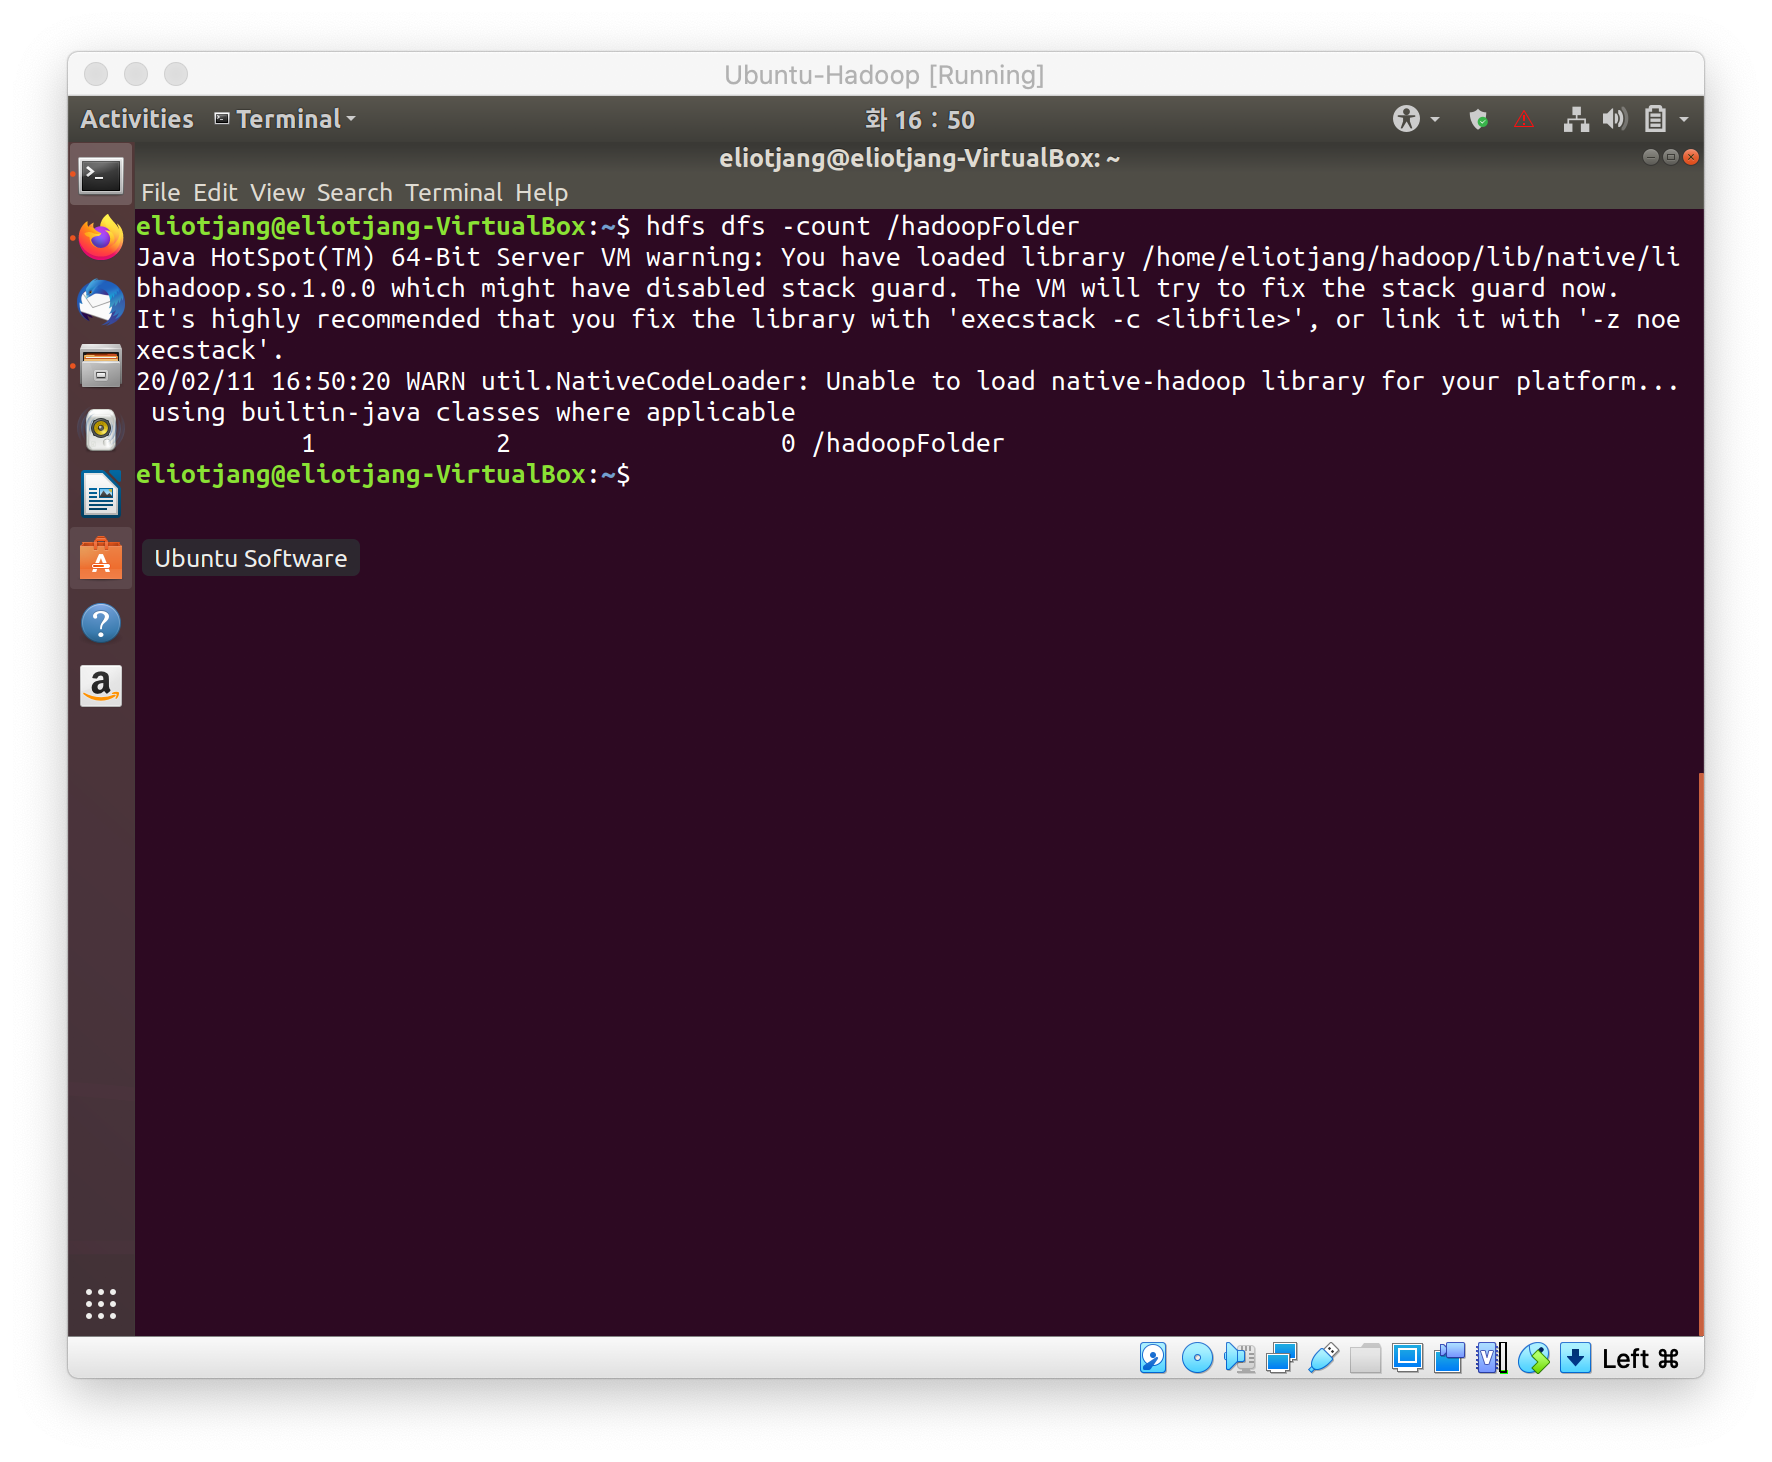 Ubuntu-Hadoop [Running]
Activities Terminal 화 16 : 50
eliotjang@eliotjang-VirtualBox: ~
File Edit View Search Terminal Help
eliotjang@eliotjang-VirtualBox:~$ hdfs dfs -count /hadoopFolder
Java HotSpot(TM) 64-Bit Server VM warning: You have loaded library /home/eliotjang/hadoop/lib/native/li
bhadoop.so.1.0.0 which might have disabled stack guard. The VM will try to fix the stack guard now.
It's highly recommended that you fix the library with 'execstack -c <libfile>', or link it with '-z noe
xecstack'.
20/02/11 16:50:20 WARN util.NativeCodeLoader: Unable to load native-hadoop library for your platform...
using builtin-java classes where applicable
1 2 0 /hadoopFolder
eliotjang@eliotjang-VirtualBox:~$
Ubuntu Software
Left ⌘